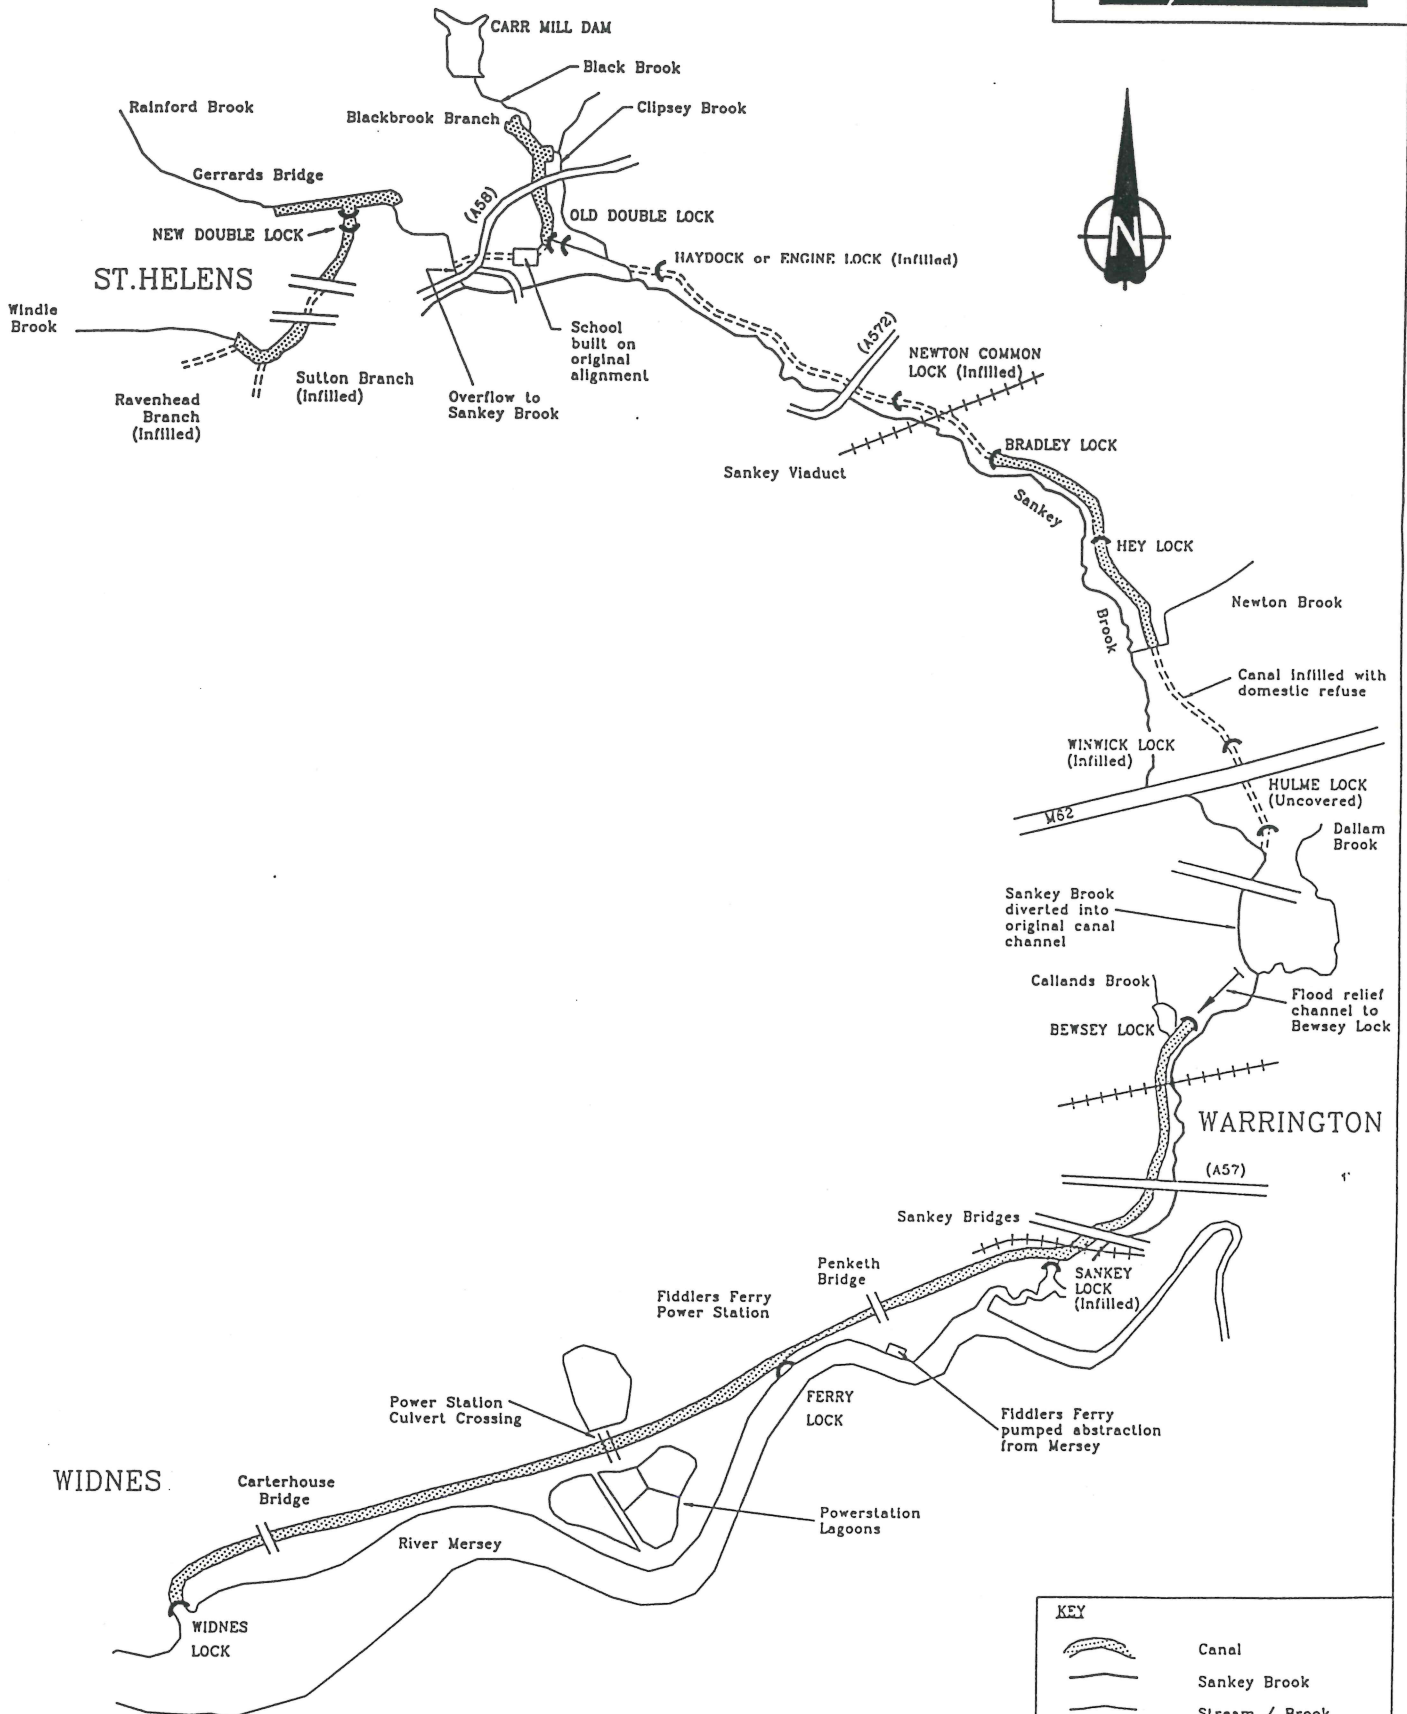 CARR MILL DAM
Black Brook
Rainford Brook
Blackbrook Branch
Clipsey Brook
Gerrards Bridge
(A58)
OLD DOUBLE LOCK
NEW DOUBLE LOCK
HAYDOCK or ENGINE LOCK (Infilled)
ST.HELENS
N
Windle
Brook
School
built on
original
alignment
(A572)
NEWTON COMMON
LOCK (Infilled)
Sutton Branch
(Infilled)
Ravenhead
Branch
(Infilled)
Overflow to
Sankey Brook
BRADLEY LOCK
Sankey Viaduct
Sankey
Brook
HEY LOCK
Newton Brook
Canal Infilled with
domestic refuse
WINWICK LOCK
(Infilled)
HULME LOCK
(Uncovered)
M62
Dallam
Brook
Sankey Brook
diverted into
original canal
channel
Callands Brook
Flood relief
channel to
Bewsey Lock
BEWSEY LOCK
WARRINGTON
(A57)
Sankey Bridges
Penketh
Bridge
SANKEY
LOCK
(Infilled)
Fiddlers Ferry
Power Station
Power Station
Culvert Crossing
FERRY
LOCK
Fiddlers Ferry
pumped abstraction
from Mersey
WIDNES
Carterhouse
Bridge
Powerstation
Lagoons
River Mersey
WIDNES
LOCK
KEY
Canal
Sankey Brook
Stream / Brook